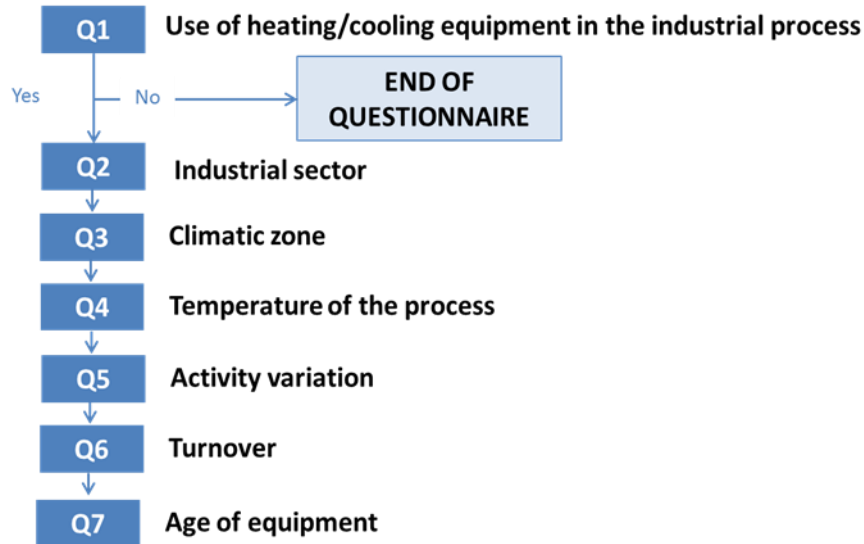 Q1 Use of heating/cooling equipment in the industrial process
Yes
No
END OF
QUESTIONNAIRE
Q2 Industrial sector
Q3 Climatic zone
Q4 Temperature of the process
Q5 Activity variation
Q6 Turnover
Q7 Age of equipment